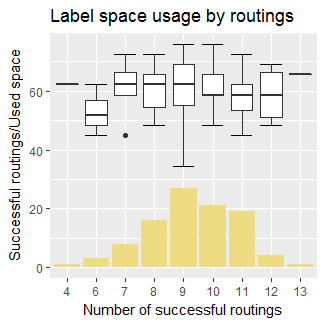 Label space usage by routings
Successful routings/Used space
60
40
20
0
4 6 7 8 9 10 11 12 13
Number of successful routings